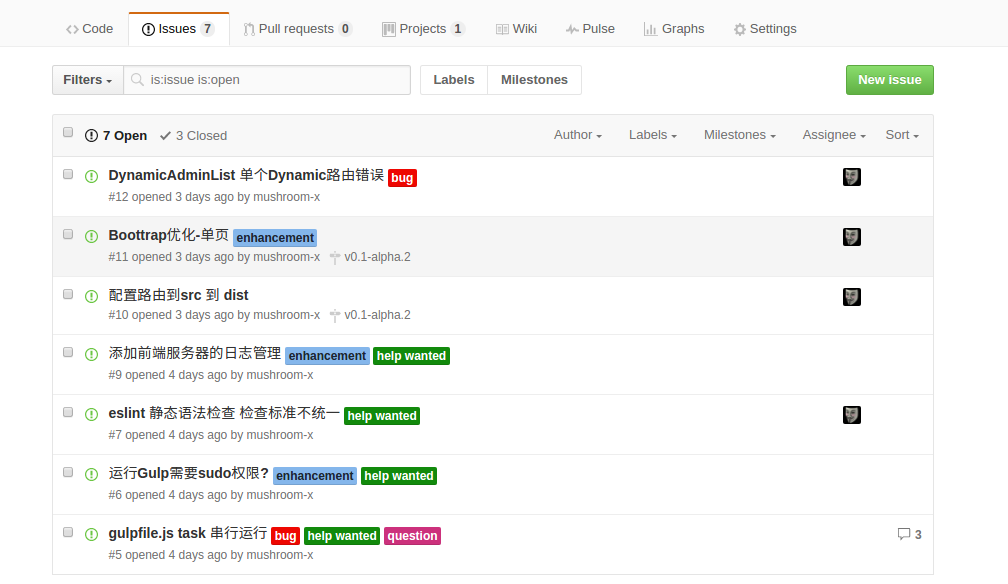 Code Issues 7 Pull requests 0 Projects 1 Wiki Pulse Graphs Settings
Filters is:issue is:open Labels Milestones New issue
7 Open 3 Closed Author Labels Milestones Assignee Sort
DynamicAdminList 单个Dynamic路由错误 bug
#12 opened 3 days ago by mushroom-x
Boottrap优化-单页 enhancement
#11 opened 3 days ago by mushroom-x v0.1-alpha.2
配置路由到src 到 dist
#10 opened 3 days ago by mushroom-x v0.1-alpha.2
添加前端服务器的日志管理 enhancement help wanted
#9 opened 4 days ago by mushroom-x
eslint 静态语法检查 检查标准不统一 help wanted
#7 opened 4 days ago by mushroom-x
运行Gulp需要sudo权限? enhancement help wanted
#6 opened 4 days ago by mushroom-x
gulpfile.js task 串行运行 bug help wanted question 3
#5 opened 4 days ago by mushroom-x